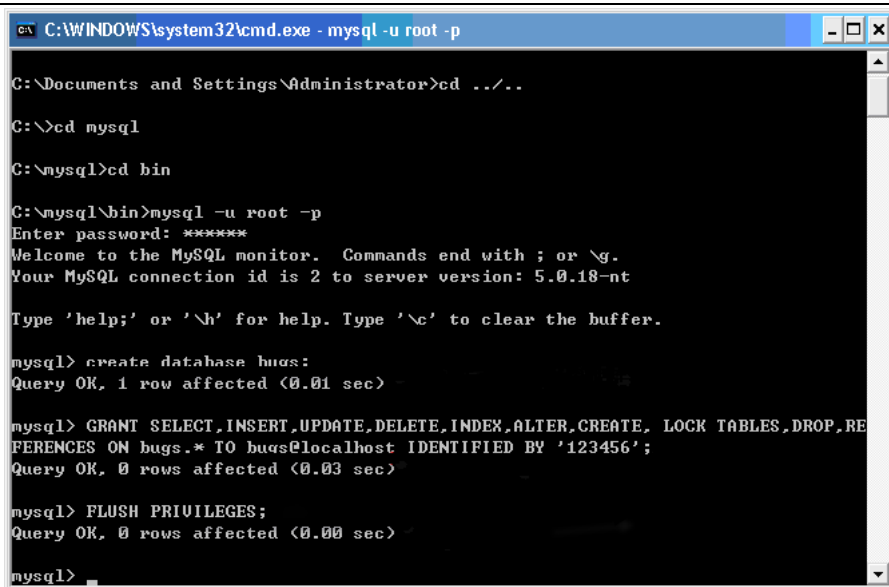 C:\WINDOWS\system32\cmd.exe - mysql -u root -p
C:\Documents and Settings\Administrator>cd ../..
C:\>cd mysql
C:\mysql>cd bin
C:\mysql\bin>mysql -u root -p
Enter password: ******
Welcome to the MySQL monitor.  Commands end with ; or \g.
Your MySQL connection id is 2 to server version: 5.0.18-nt
Type 'help;' or '\h' for help. Type '\c' to clear the buffer.
mysql> create database bugs;
Query OK, 1 row affected (0.01 sec)
mysql> GRANT SELECT,INSERT,UPDATE,DELETE,INDEX,ALTER,CREATE, LOCK TABLES,DROP,RE
FERENCES ON bugs.* TO bugs@localhost IDENTIFIED BY '123456';
Query OK, 0 rows affected (0.03 sec)
mysql> FLUSH PRIVILEGES;
Query OK, 0 rows affected (0.00 sec)
mysql> _